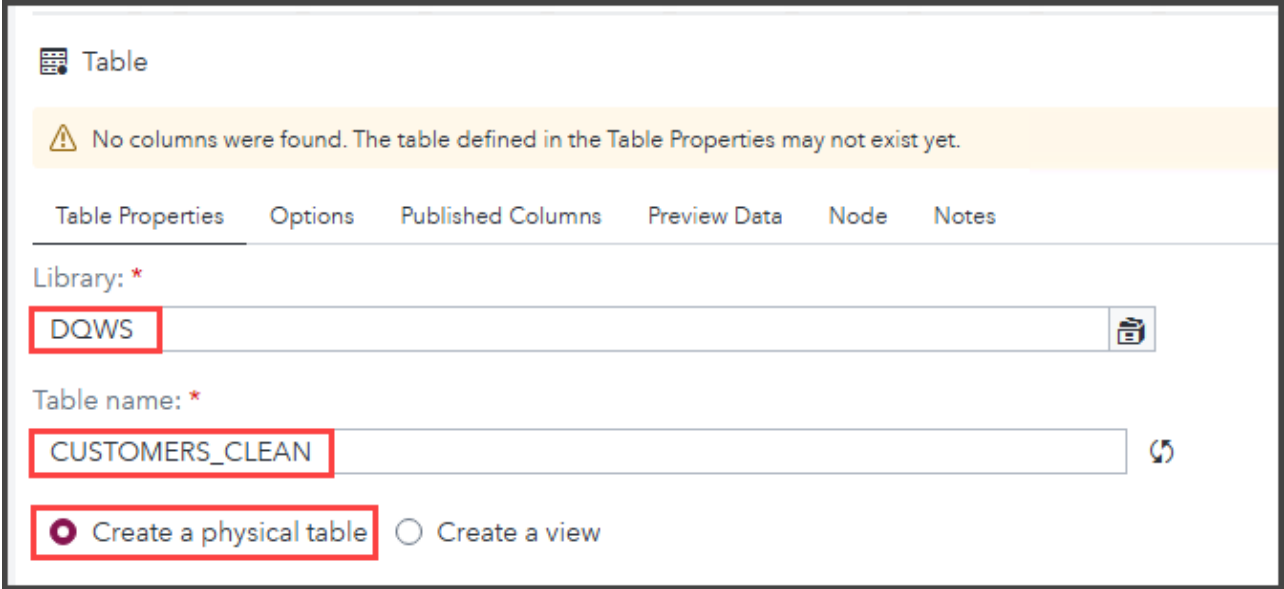 Table
No columns were found. The table defined in the Table Properties may not exist yet.
Table Properties Options Published Columns Preview Data Node Notes
Library: *
DQWS
Table name: *
CUSTOMERS_CLEAN
Create a physical table Create a view